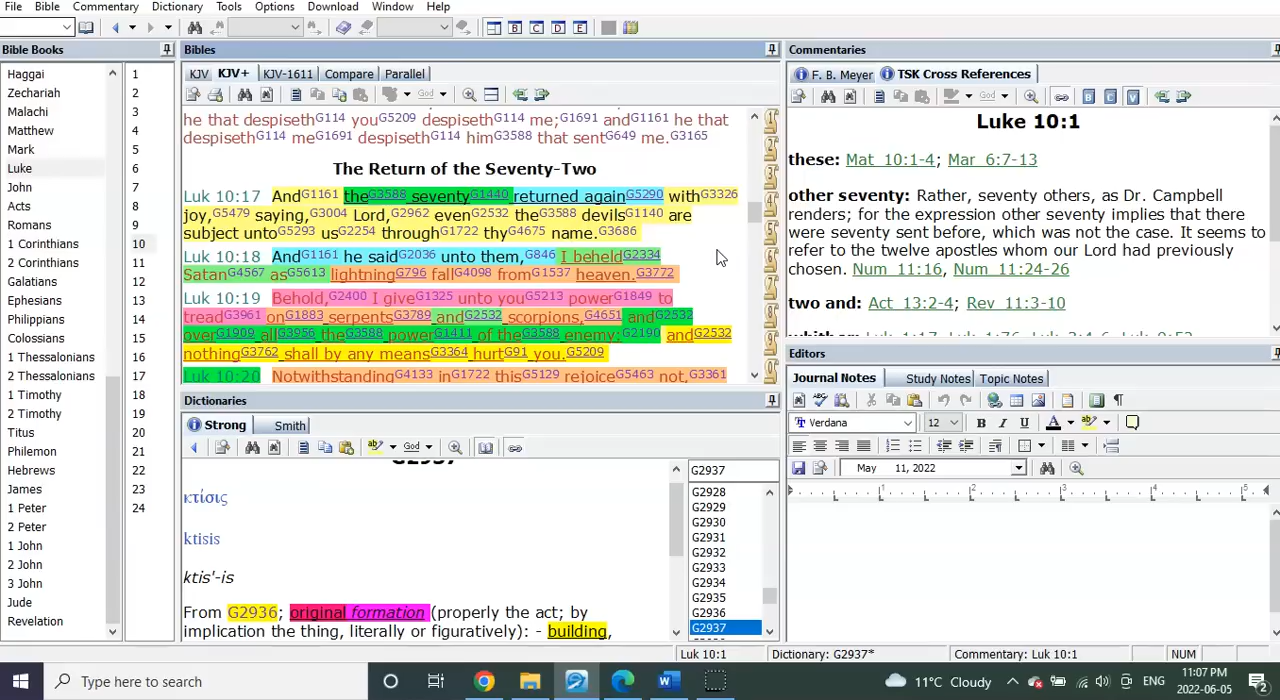 File Bible Commentary Dictionary Tools Options Download Window Help
B C D E
Bible Books
Bibles
Commentaries
Haggai
Zechariah
Malachi
Matthew
Mark
Luke
John
Acts
Romans
1 Corinthians
2 Corinthians
Galatians
Ephesians
Philippians
Colossians
1 Thessalonians
2 Thessalonians
1 Timothy
2 Timothy
Titus
Philemon
Hebrews
James
1 Peter
2 Peter
1 John
2 John
3 John
Jude
Revelation
1
2
3
4
5
6
7
8
9
10
11
12
13
14
15
16
17
18
19
20
21
22
23
24
KJV KJV+ KJV-1611 Compare Parallel
God
he that despiseth G114 you G5209 despiseth G114 me; G1691 and G1161 he that
despiseth G114 me G1691 despiseth G114 him G3588 that sent G649 me. G3165
The Return of the Seventy-Two
Luk 10:17 And G1161 the G3588 seventy G1440 returned again G5290 with G3326
joy, G5479 saying, G3004 Lord, G2962 even G2532 the G3588 devils G1140 are
subject unto G5293 us G2254 through G1722 thy G4675 name. G3686
Luk 10:18 And G1161 he said G2036 unto them, G846 I beheld G2334
Satan G4567 as G5613 lightning G796 fall G4098 from G1537 heaven. G3772
Luk 10:19 Behold, G2400 I give G1325 unto you G5213 power G1849 to
tread G3961 on G1883 serpents G3789 and G2532 scorpions, G4651 and G2532
over G1909 all G3956 the G3588 power G1411 of the G3588 enemy: G2190 and G2532
nothing G3762 shall by any means G3364 hurt G91 you. G5209
Luk 10:20 Notwithstanding G4133 in G1722 this G5129 rejoice G5463 not, G3361
Dictionaries
Strong Smith
God
G2937
κτίσις
ktisis
ktis'-is
From G2936; original formation (properly the act; by
implication the thing, literally or figuratively): - building,
G2937
G2928
G2929
G2930
G2931
G2932
G2933
G2934
G2935
G2936
G2937
F. B. Meyer TSK Cross References
God B C V
Luke 10:1
these: Mat 10:1-4; Mar 6:7-13
other seventy: Rather, seventy others, as Dr. Campbell
renders; for the expression other seventy implies that there
were seventy sent before, which was not the case. It seems to
refer to the twelve apostles whom our Lord had previously
chosen. Num 11:16, Num 11:24-26
two and: Act 13:2-4; Rev 11:3-10
Editors
Journal Notes Study Notes Topic Notes
Verdana 12 B I U A
May 11, 2022
1 2 3 4 5
Luk 10:1 Dictionary: G2937* Commentary: Luk 10:1 NUM
Type here to search
11°C Cloudy ENG 11:07 PM
2022-06-05
2